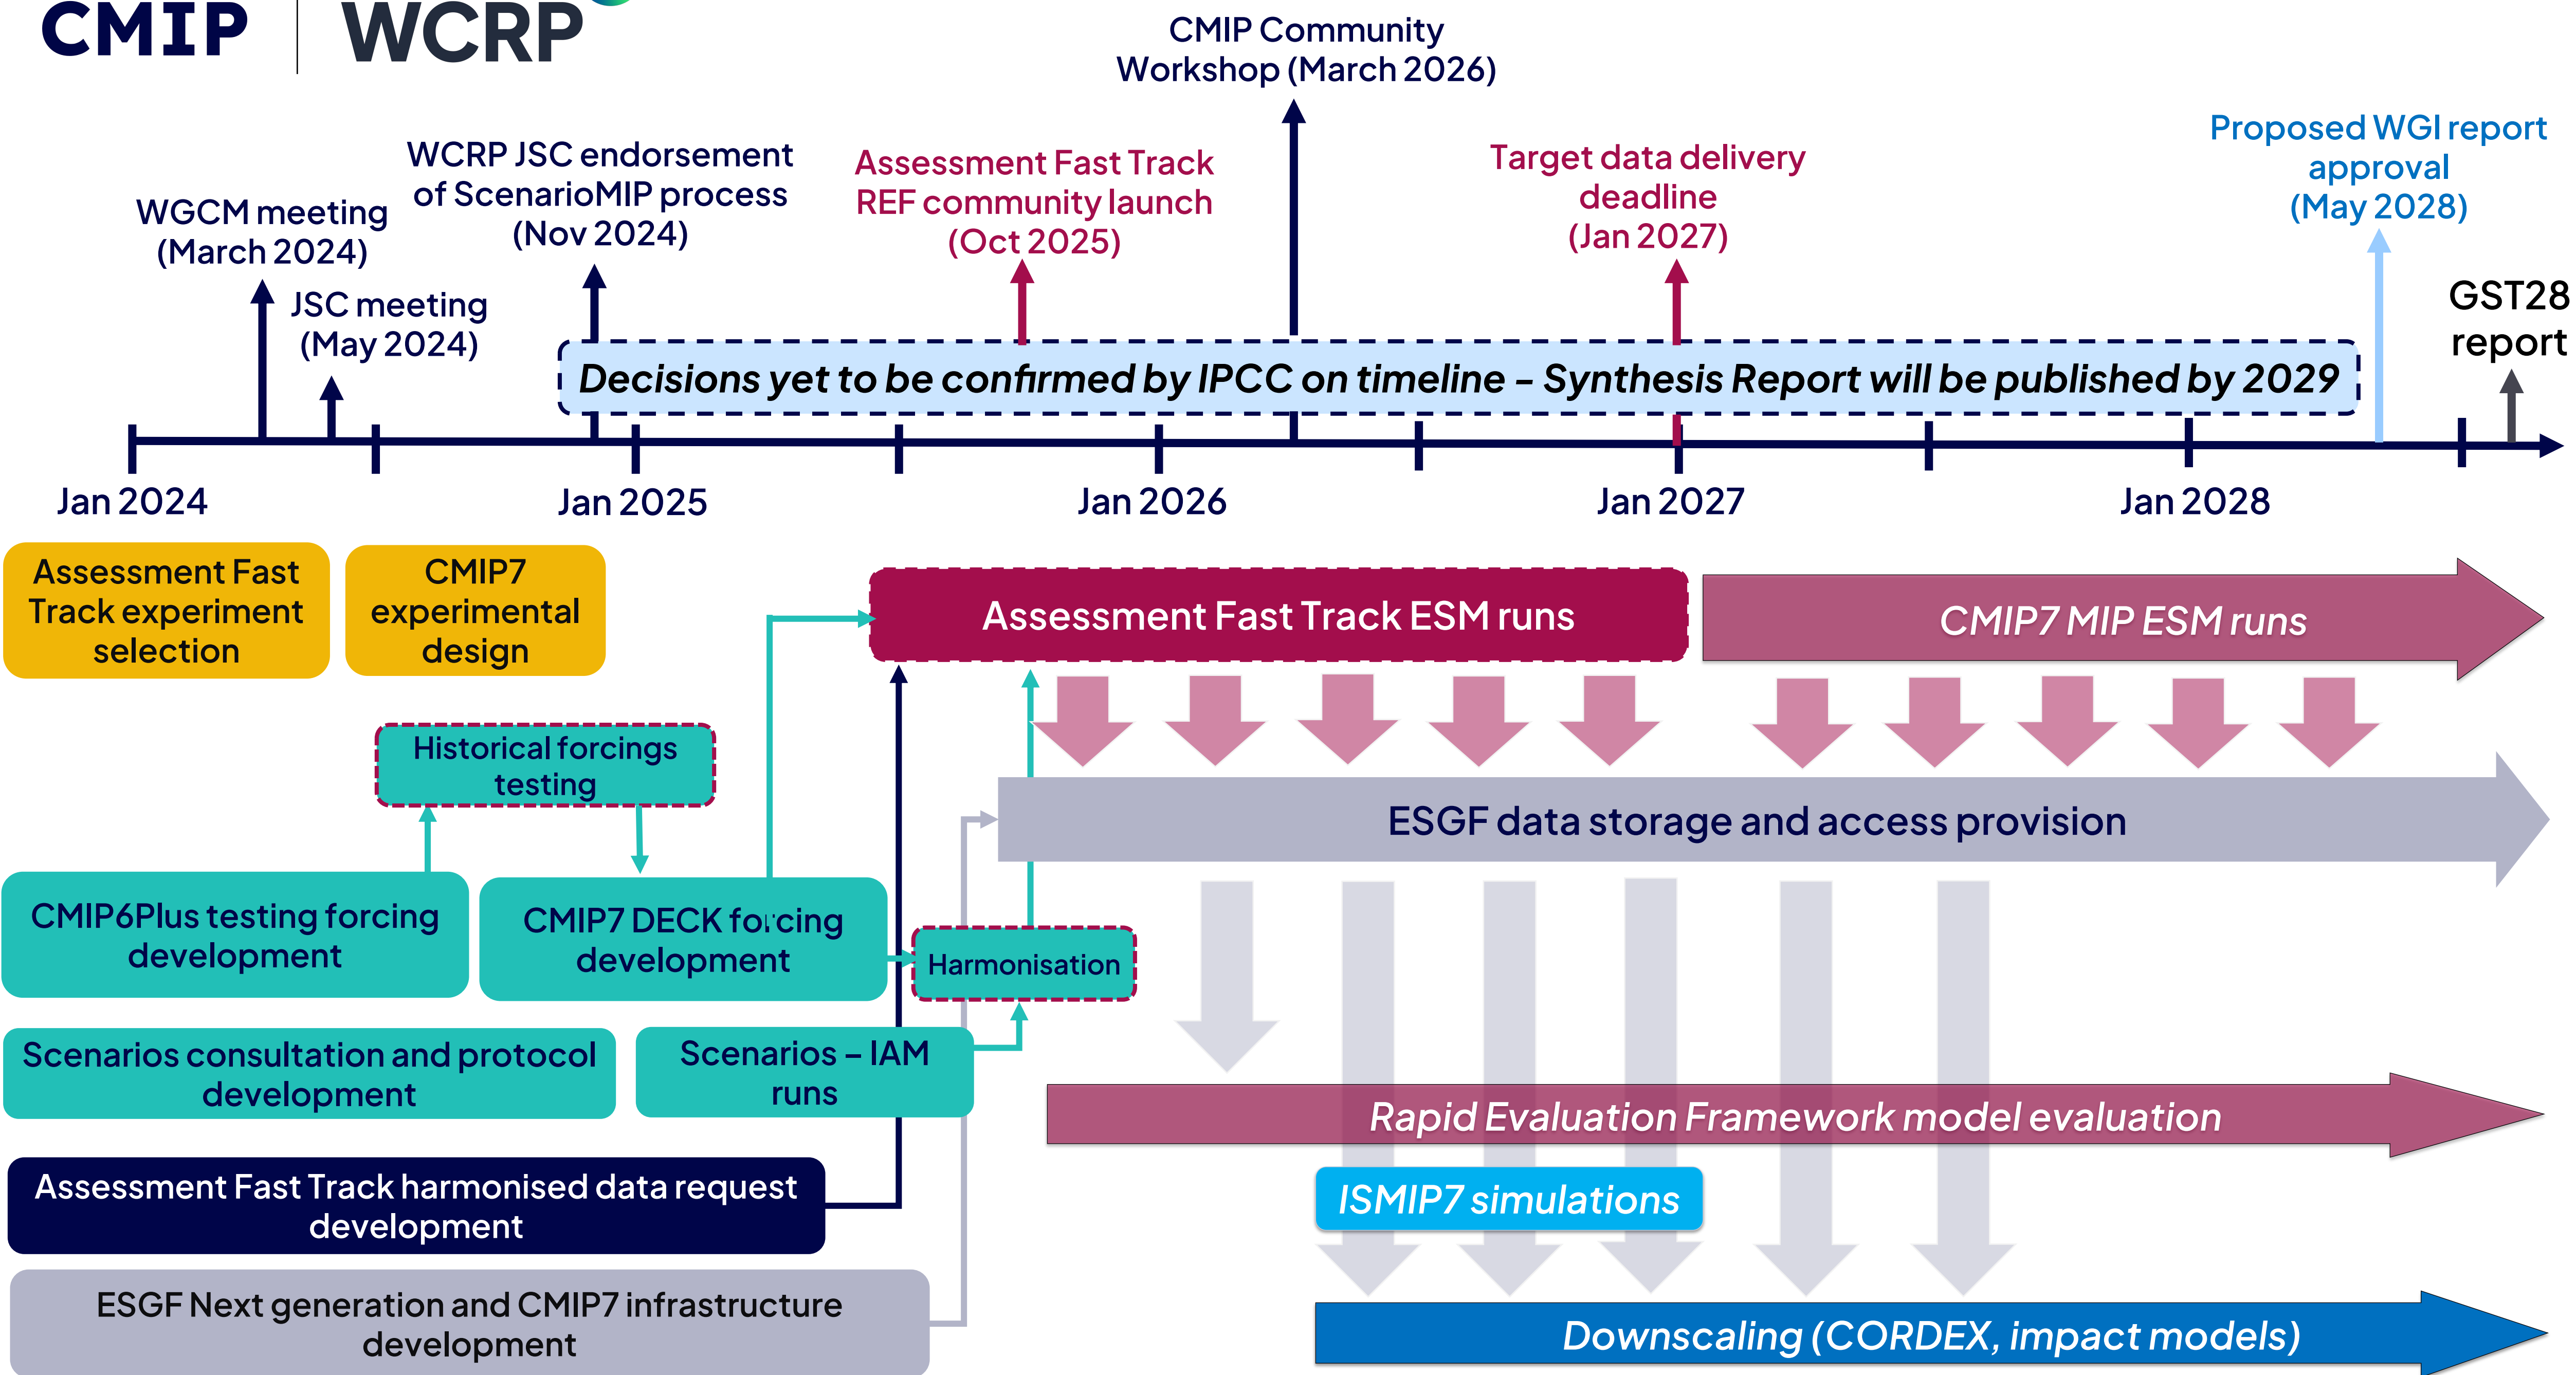 CMIP
WCRP
CMIP Community
Workshop (March 2026)
Proposed WGI report
approval
(May 2028)
WCRP JSC endorsement
of ScenarioMIP process
(Nov 2024)
Assessment Fast Track
REF community launch
(Oct 2025)
Target data delivery
deadline
(Jan 2027)
WGCM meeting
(March 2024)
JSC meeting
(May 2024)
GST28
report
Decisions yet to be confirmed by IPCC on timeline – Synthesis Report will be published by 2029
Jan 2024
Jan 2025
Jan 2026
Jan 2027
Jan 2028
Assessment Fast
Track experiment
selection
CMIP7
experimental
design
Assessment Fast Track ESM runs
CMIP7 MIP ESM runs
Historical forcings
testing
ESGF data storage and access provision
CMIP6Plus testing forcing
development
CMIP7 DECK forcing
development
Harmonisation
Scenarios consultation and protocol
development
Scenarios – IAM
runs
Rapid Evaluation Framework model evaluation
Assessment Fast Track harmonised data request
development
ISMIP7 simulations
ESGF Next generation and CMIP7 infrastructure
development
Downscaling (CORDEX, impact models)